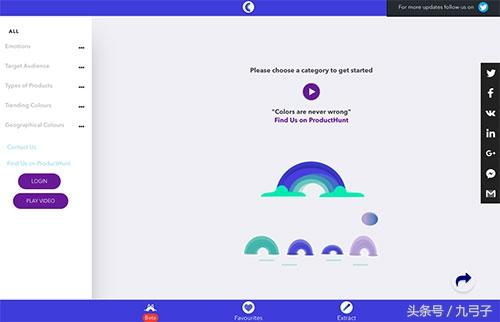 For more updates follow us on
ALL
Emotions
Target Audience
Types of Products
Trending Colours
Geographical Colours
Contact Us
Find Us on ProductHunt
LOGIN
PLAY VIDEO
Please choose a category to get started
"Colors are never wrong"
Find Us on ProductHunt
Beta
Favourites
Extract
头条号 / 九弓子